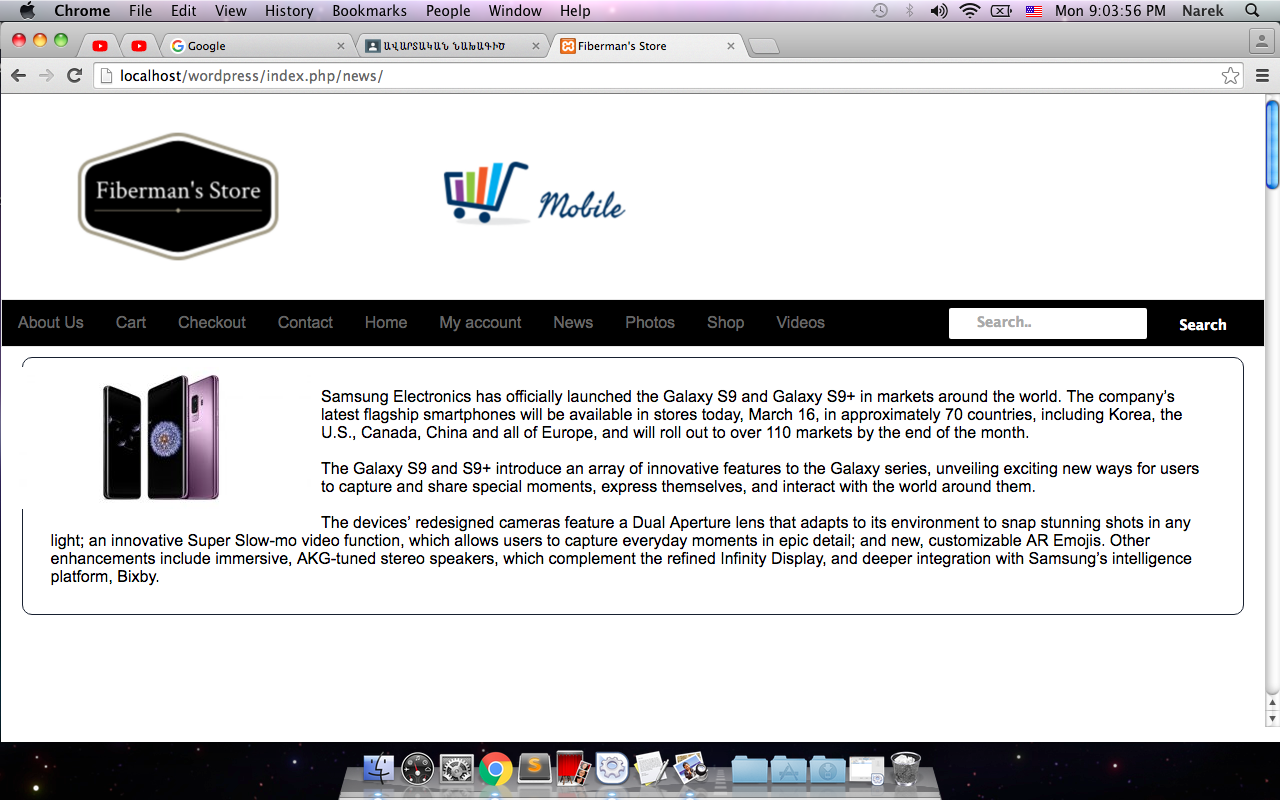 Chrome File Edit View History Bookmarks People Window Help Mon 9:03:56 PM Narek
Google ԱՎԱՐՏԱԿԱՆ ՆԱԽԱԳԻԾ Fiberman's Store
localhost/wordpress/index.php/news/
Fiberman's Store
Mobile
About Us Cart Checkout Contact Home My account News Photos Shop Videos Search.. Search
Samsung Electronics has officially launched the Galaxy S9 and Galaxy S9+ in markets around the world. The company’s
latest flagship smartphones will be available in stores today, March 16, in approximately 70 countries, including Korea, the
U.S., Canada, China and all of Europe, and will roll out to over 110 markets by the end of the month.
The Galaxy S9 and S9+ introduce an array of innovative features to the Galaxy series, unveiling exciting new ways for users
to capture and share special moments, express themselves, and interact with the world around them.
The devices’ redesigned cameras feature a Dual Aperture lens that adapts to its environment to snap stunning shots in any
light; an innovative Super Slow-mo video function, which allows users to capture everyday moments in epic detail; and new, customizable AR Emojis. Other
enhancements include immersive, AKG-tuned stereo speakers, which complement the refined Infinity Display, and deeper integration with Samsung’s intelligence
platform, Bixby.